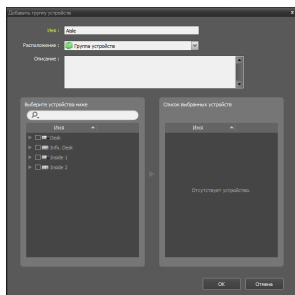 Добавить группу устройств
Имя : Aisle
Расположение : Группа устройств
Описание :
Выберите устройства ниже
Список выбранных устройств
Имя
Имя
Desk
Info. Desk
Inside 1
Inside 2
Отсутствует устройство.
OK
Отмена